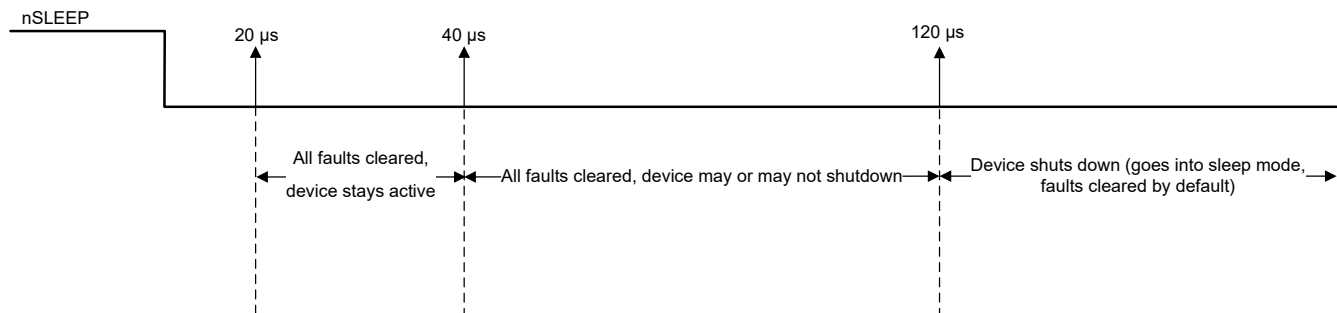 nSLEEP
20 µs
40 µs
120 µs
All faults cleared,
device stays active
All faults cleared, device may or may not shutdown
Device shuts down (goes into sleep mode,
faults cleared by default)